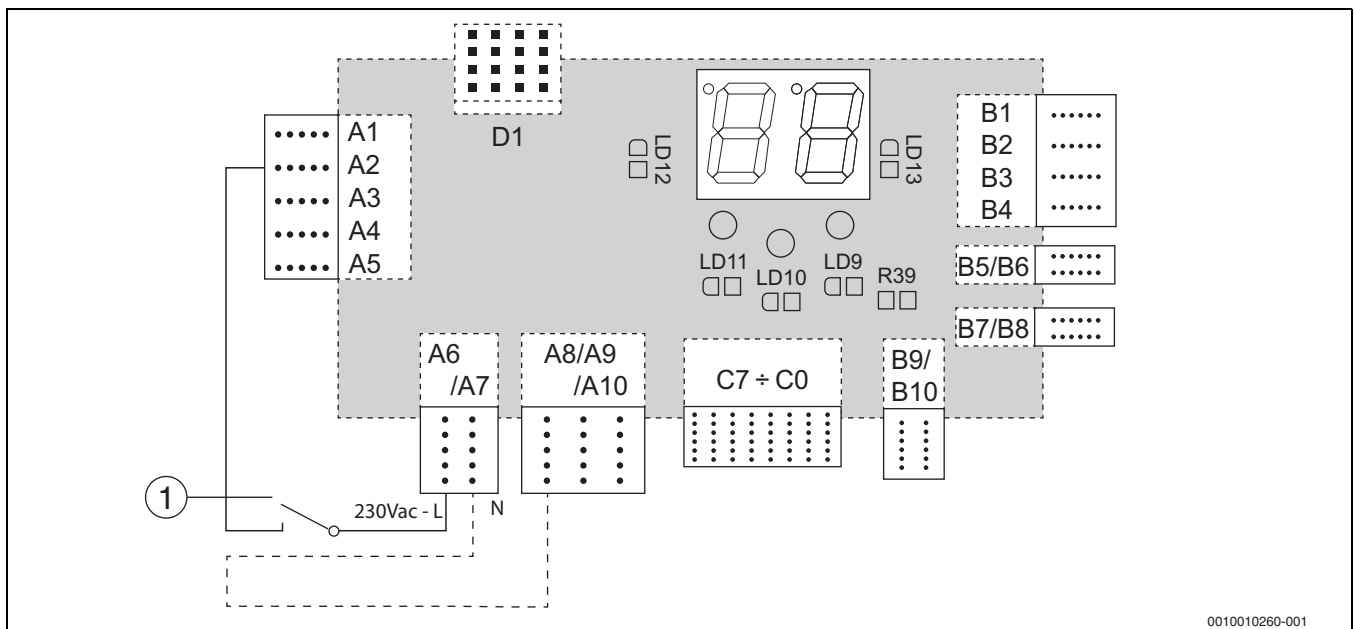 D1
A1
A2
A3
A4
A5
LD12
LD13
B1
B2
B3
B4
LD11
LD10
LD9
R39
B5/B6
B7/B8
A6
/A7
A8/A9
/A10
C7 ÷ C0
B9/
B10
1
230Vac - L
N
0010010260-001